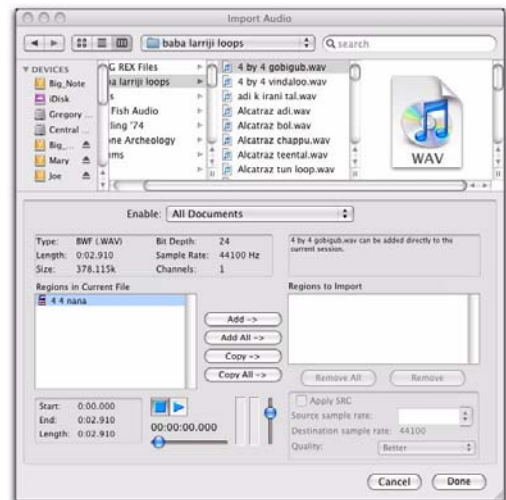 Import Audio
baba larriji loops
search
DEVICES
Big_Note
iDisk
Gregory ...
Central ...
Big_...
Mary
Joe
G REX Files
a larriji loops
s
Fish Audio
ling '74
ne Archeology
ms
4 by 4 gobigub.wav
4 by 4 vindaloo.wav
adi k irani tal.wav
Alcatraz adi.wav
Alcatraz bol.wav
Alcatraz chappu.wav
Alcatraz teental.wav
Alcatraz tun loop.wav
WAV
Enable: All Documents
Type: BWF (.WAV) Bit Depth: 24
Length: 0:02.910 Sample Rate: 44100 Hz
Size: 378.115k Channels: 1
4 by 4 gobigub.wav can be added directly to the
current session.
Regions in Current File
4 4 nana
Add ->
Add All ->
Copy ->
Copy All ->
Regions to Import
Remove All Remove
Start: 0:00.000
End: 0:02.910
Length: 0:02.910
00:00:00.000
Apply SRC
Source sample rate:
Destination sample rate: 44100
Quality: Better
Cancel Done